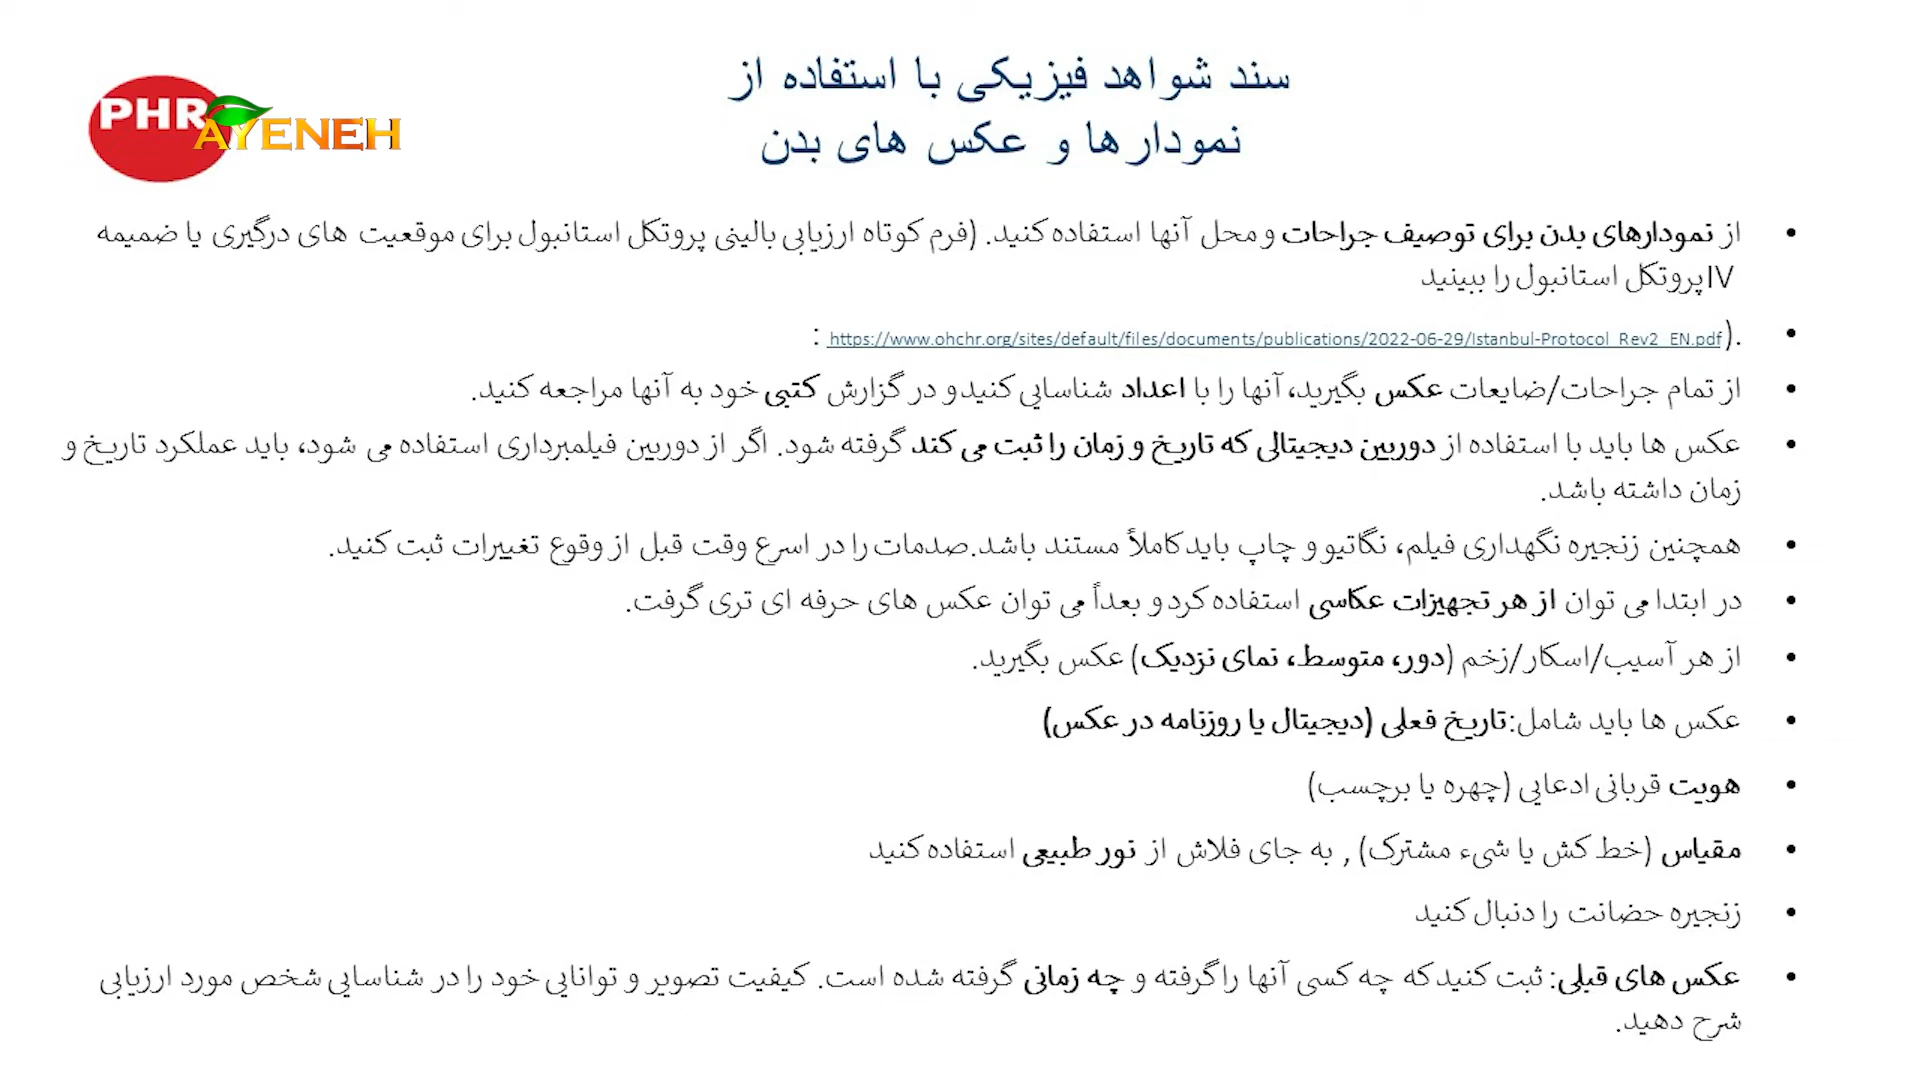 PHR
AYENEH
سند شواهد فیزیکی با استفاده از
نمودارها و عکس های بدن
• از نمودارهای بدن برای توصیف جراحات و محل آنها استفاده کنید. (فرم کوتاه ارزیابی بالینی پروتکل استانبول برای موقعیت های درگیری یا ضمیمه
IVپروتکل استانبول را ببینید
• .(https://www.ohchr.org/sites/default/files/documents/publications/2022-06-29/Istanbul-Protocol_Rev2_EN.pdf :
• از تمام جراحات/ضایعات عکس بگیرید، آنها را با اعداد شناسایی کنید و در گزارش کتبی خود به آنها مراجعه کنید.
• عکس ها باید با استفاده از دوربین دیجیتالی که تاریخ و زمان را ثبت می کند گرفته شود. اگر از دوربین فیلمبرداری استفاده می شود، باید عملکرد تاریخ و
زمان داشته باشد.
• همچنین زنجیره نگهداری فیلم، نگاتیو و چاپ باید کاملاً مستند باشد.صدمات را در اسرع وقت قبل از وقوع تغییرات ثبت کنید.
• در ابتدا می توان از هر تجهیزات عکاسی استفاده کرد و بعداً می توان عکس های حرفه ای تری گرفت.
• از هر آسیب/اسکار/زخم (دور، متوسط، نمای نزدیک) عکس بگیرید.
• عکس ها باید شامل:تاریخ فعلی (دیجیتال یا روزنامه در عکس)
• هویت قربانی ادعایی (چهره یا برچسب)
• مقیاس (خط کش یا شیء مشترک) , به جای فلاش از نور طبیعی استفاده کنید
• زنجیره حضانت را دنبال کنید
• عکس های قبلی: ثبت کنید که چه کسی آنها را گرفته و چه زمانی گرفته شده است. کیفیت تصویر و توانایی خود را در شناسایی شخص مورد ارزیابی
شرح دهید.